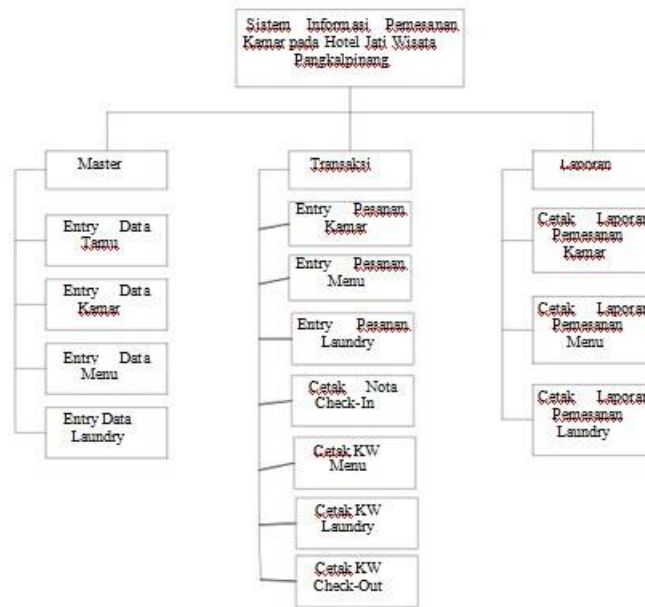 Sistem Informasi Pemesanan
Kamar pada Hotel Jati Wisata
Pangkalpinang
Master
Entry Data
Tamu
Entry Data
Kamar
Entry Data
Menu
Entry Data
Laundry
Transaksi
Entry Pesanan
Kamar
Entry Pesanan
Menu
Entry Pesanan
Laundry
Cetak Nota
Check-In
Cetak KW
Menu
Cetak KW
Laundry
Cetak KW
Check-Out
Laporan
Cetak Laporan
Pemesanan
Kamar
Cetak Laporan
Pemesanan
Menu
Cetak Laporan
Pemesanan
Laundry